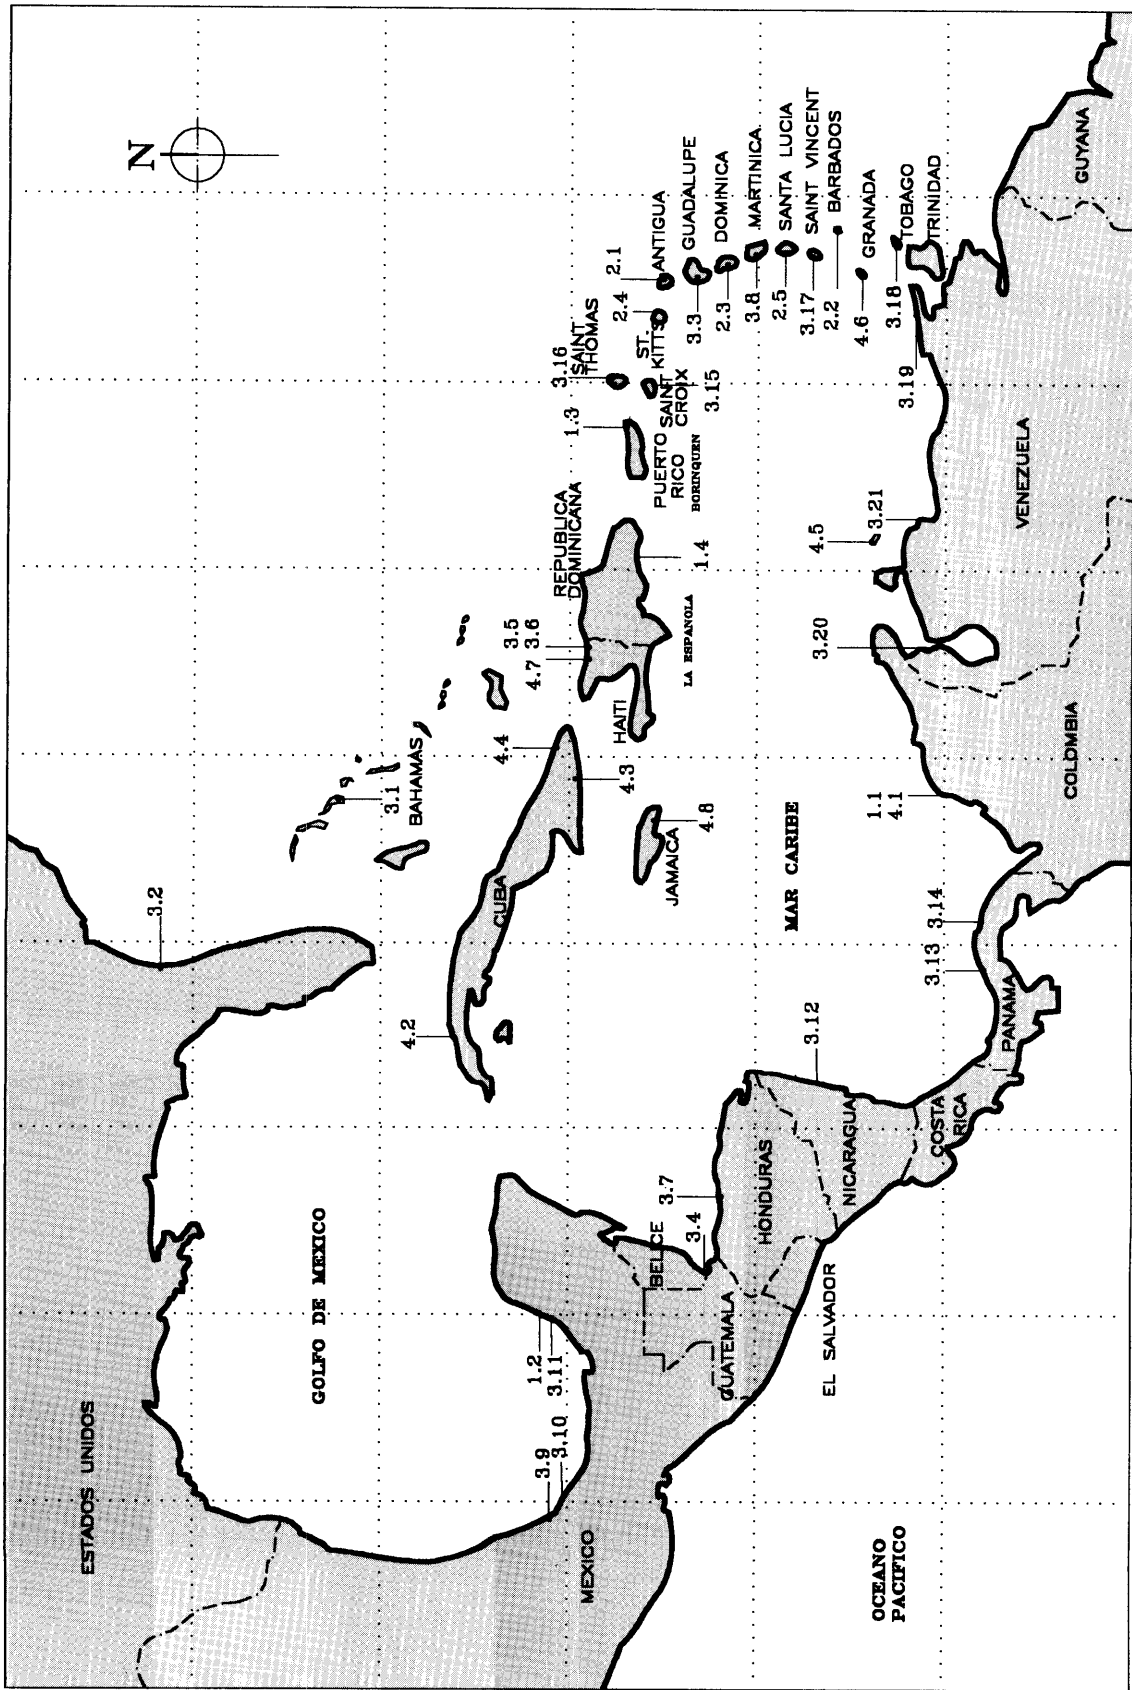 N
ESTADOS UNIDOS
3.2
GOLFO DE MEXICO
3.1
BAHAMAS
4.2
CUBA
4.4
4.3
3.9
3.10
1.2
3.11
MEXICO
4.7
3.5
3.6
REPUBLICA
DOMINICANA
HAITI
LA ESPANOLA
1.4
1.3
PUERTO
RICO
BORINQUEN
3.16
SAINT
THOMAS
SAINT
CROIX
3.15
ST.
KITTS
2.4
2.1
ANTIGUA
3.3
GUADALUPE
2.3
DOMINICA
3.8
MARTINICA
2.5
SANTA LUCIA
3.17
SAINT VINCENT
2.2
BARBADOS
4.6
GRANADA
3.18
TOBAGO
TRINIDAD
3.19
JAMAICA
4.8
BELICE
3.4
3.7
GUATEMALA
HONDURAS
EL SALVADOR
NICARAGUA
3.12
COSTA
RICA
MAR CARIBE
3.13
3.14
PANAMA
1.1
4.1
3.20
4.5
3.21
COLOMBIA
VENEZUELA
GUYANA
OCEANO
PACIFICO